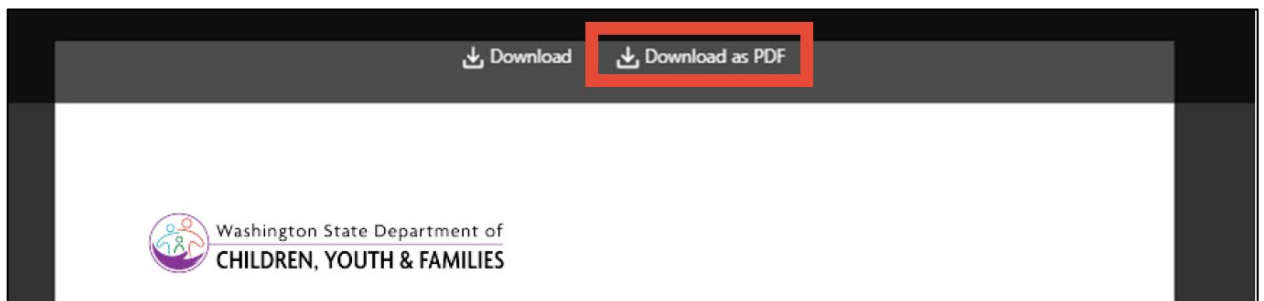 Download Download as PDF
Washington State Department of
CHILDREN, YOUTH & FAMILIES